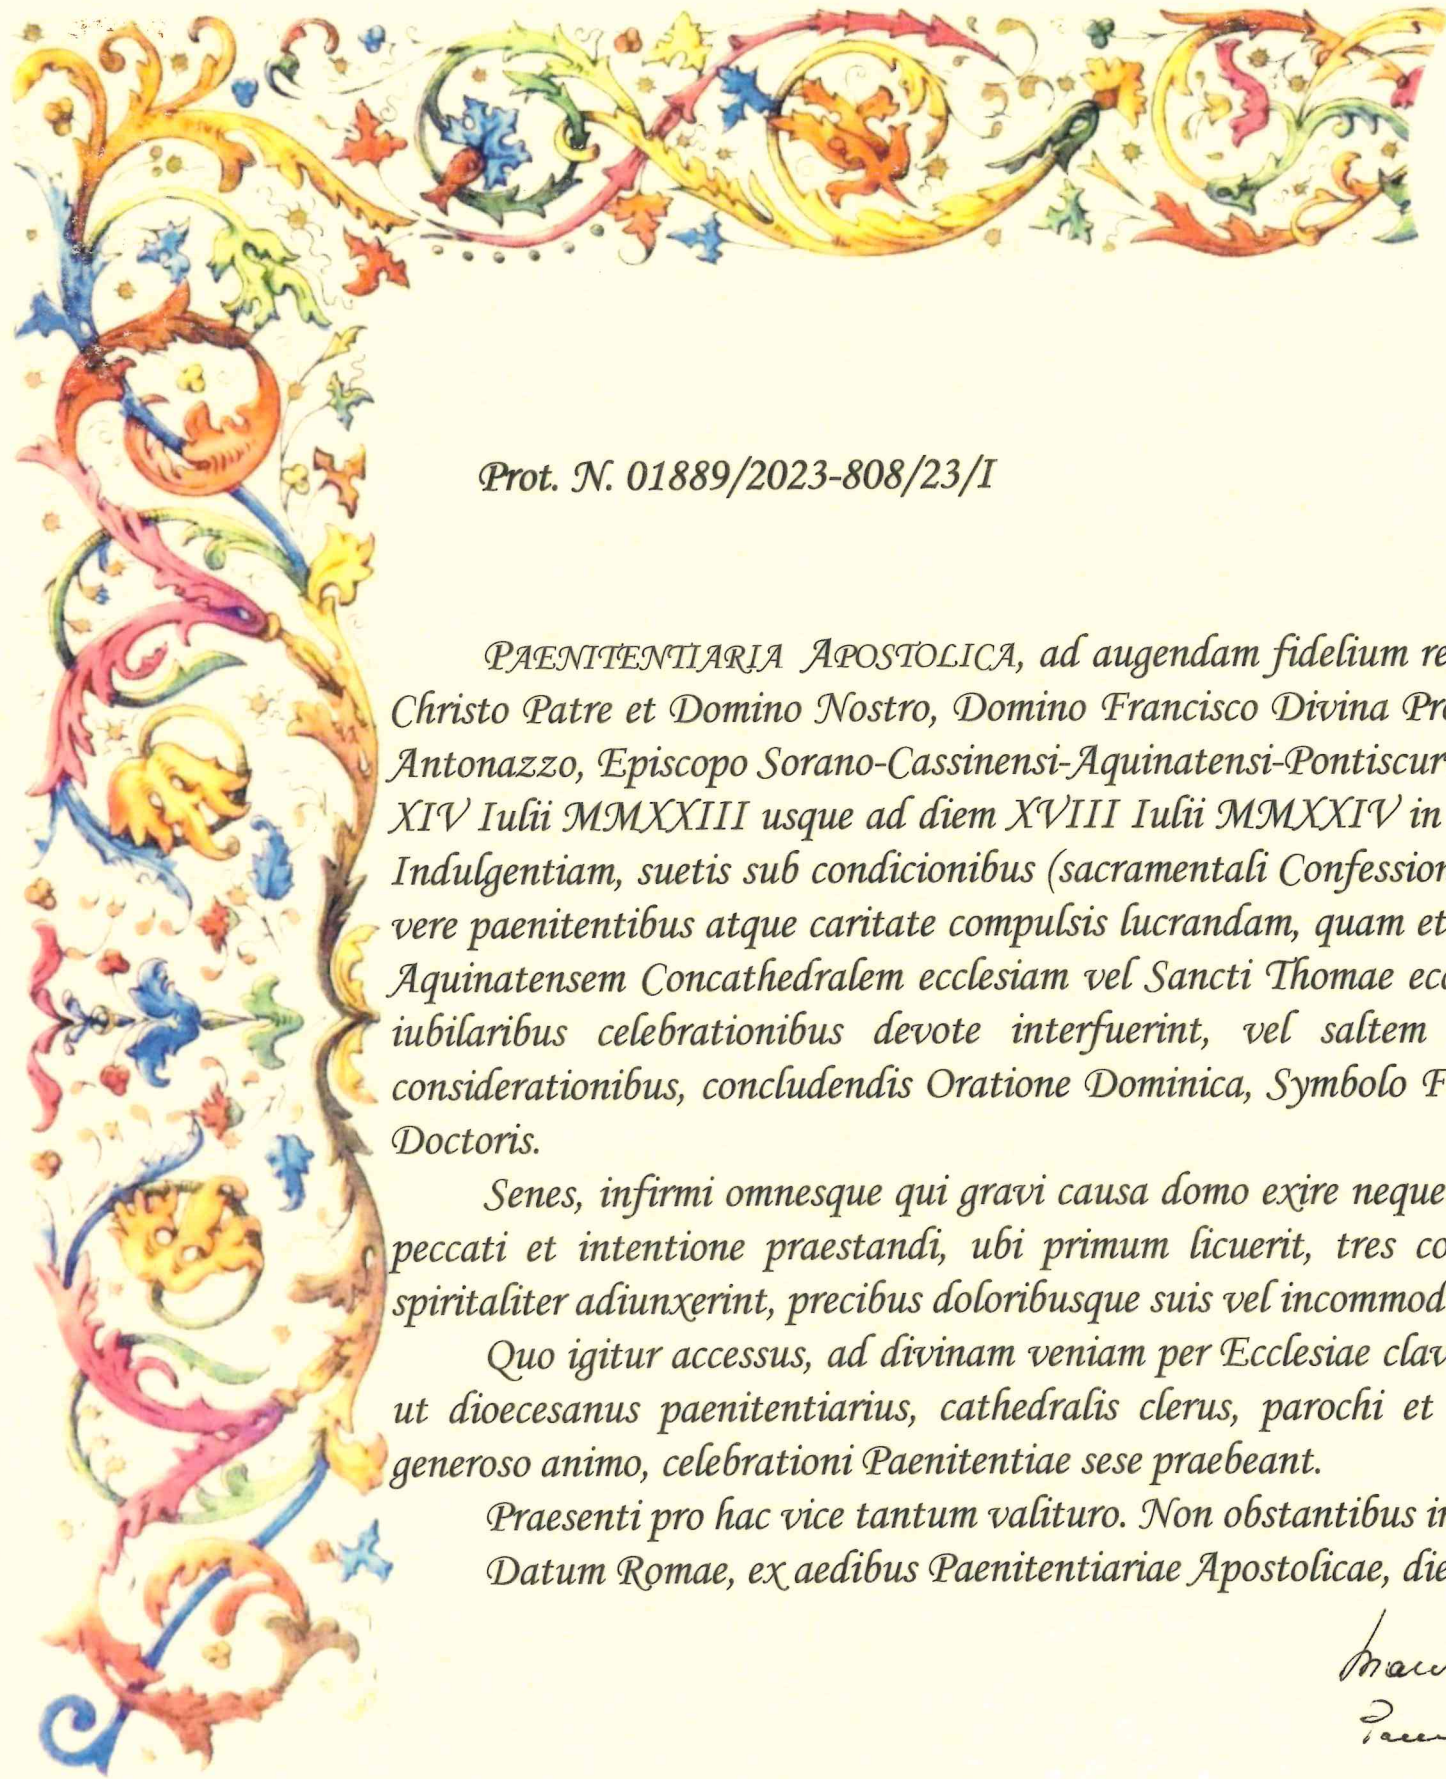 Prot. N. 01889/2023-808/23/I
PAENITENTIARIA APOSTOLICA, ad augendam fidelium re
Christo Patre et Domino Nostro, Domino Francisco Divina Pro
Antonazzo, Episcopo Sorano-Cassinensi-Aquinatensi-Pontiscur
XIV Iulii MMXXIII usque ad diem XVIII Iulii MMXXIV in
Indulgentiam, suetis sub condicionibus (sacramentali Confession
vere paenitentibus atque caritate compulsis lucrandam, quam et
Aquinatensem Concathedralem ecclesiam vel Sancti Thomae ecc
iubilaribus celebrationibus devote interfuerint, vel saltem
considerationibus, concludendis Oratione Dominica, Symbolo F
Doctoris.
Senes, infirmi omnesque qui gravi causa domo exire neque
peccati et intentione praestandi, ubi primum licuerit, tres co
spiritaliter adiunxerint, precibus doloribusque suis vel incommod
Quo igitur accessus, ad divinam veniam per Ecclesiae clav
ut dioecesanus paenitentiarius, cathedralis clerus, parochi et
generoso animo, celebrationi Paenitentiae sese praebeant.
Praesenti pro hac vice tantum valituro. Non obstantibus in
Datum Romae, ex aedibus Paenitentiariae Apostolicae, die